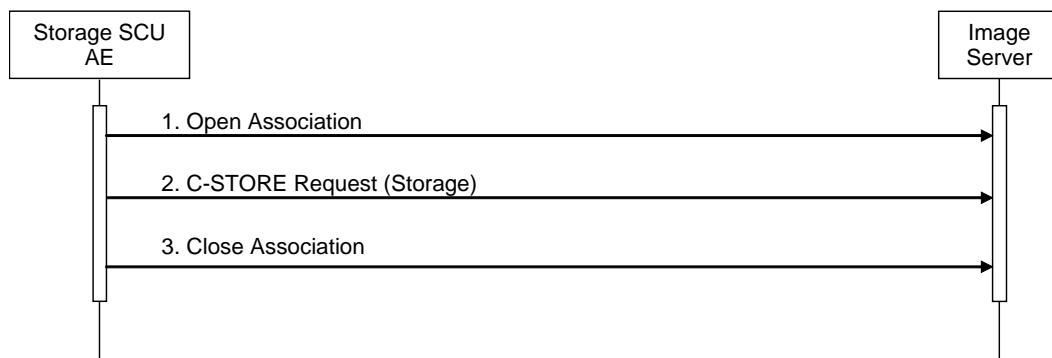 Storage SCU
AE
Image
Server
1. Open Association
2. C-STORE Request (Storage)
3. Close Association